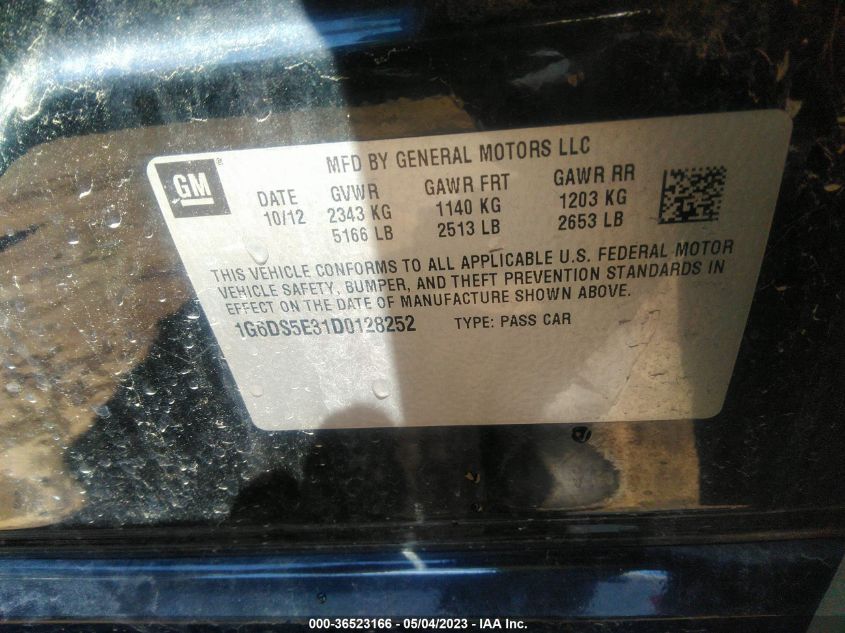 GM
MFD BY GENERAL MOTORS LLC
DATE GVWR GAWR FRT GAWR RR
10/12 2343 KG 1140 KG 1203 KG
5166 LB 2513 LB 2653 LB
THIS VEHICLE CONFORMS TO ALL APPLICABLE U.S. FEDERAL MOTOR
VEHICLE SAFETY, BUMPER, AND THEFT PREVENTION STANDARDS IN
EFFECT ON THE DATE OF MANUFACTURE SHOWN ABOVE.
1G6DS5E31D0128252 TYPE: PASS CAR
000-36523166 - 05/04/2023 - IAA Inc.